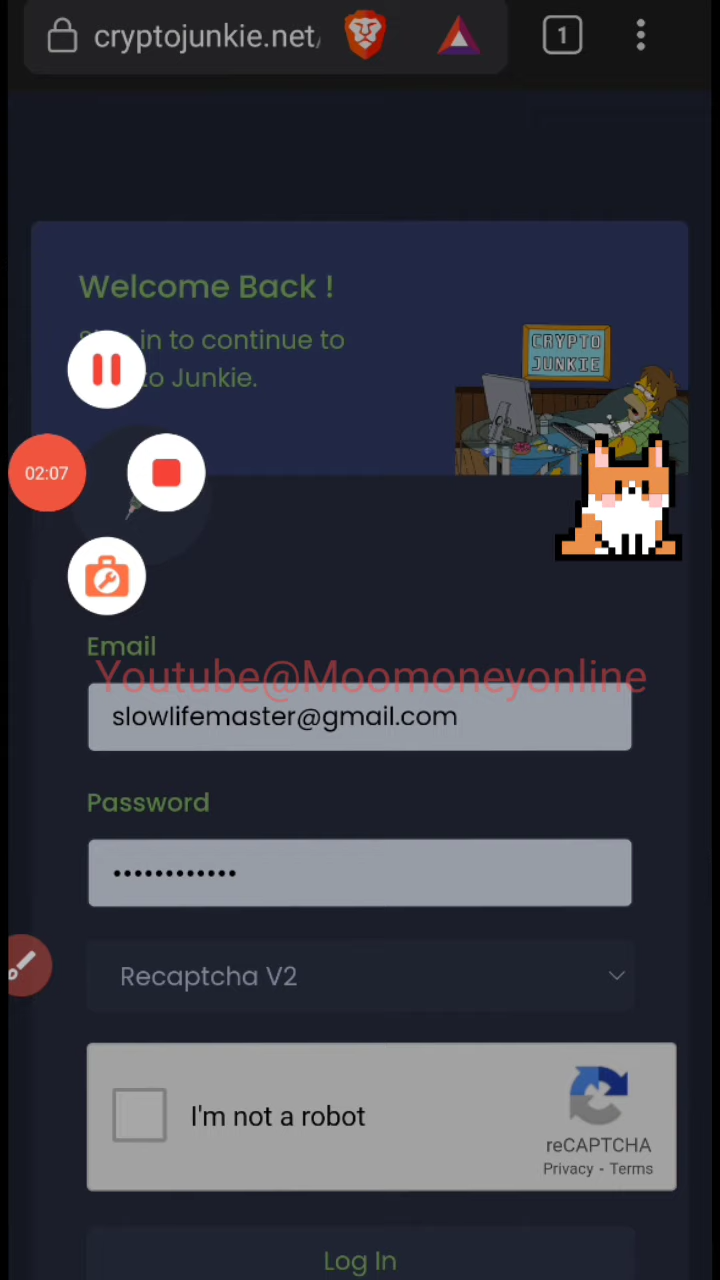 cryptojunkie.net/
1
Welcome Back !
in to continue to
to Junkie.
CRYPTO
JUNKIE
02:07
Email
Youtube@Moomoneyonline
slowlifemaster@gmail.com
Password
••••••••••••
Recaptcha V2
I'm not a robot
reCAPTCHA
Privacy - Terms
Log In